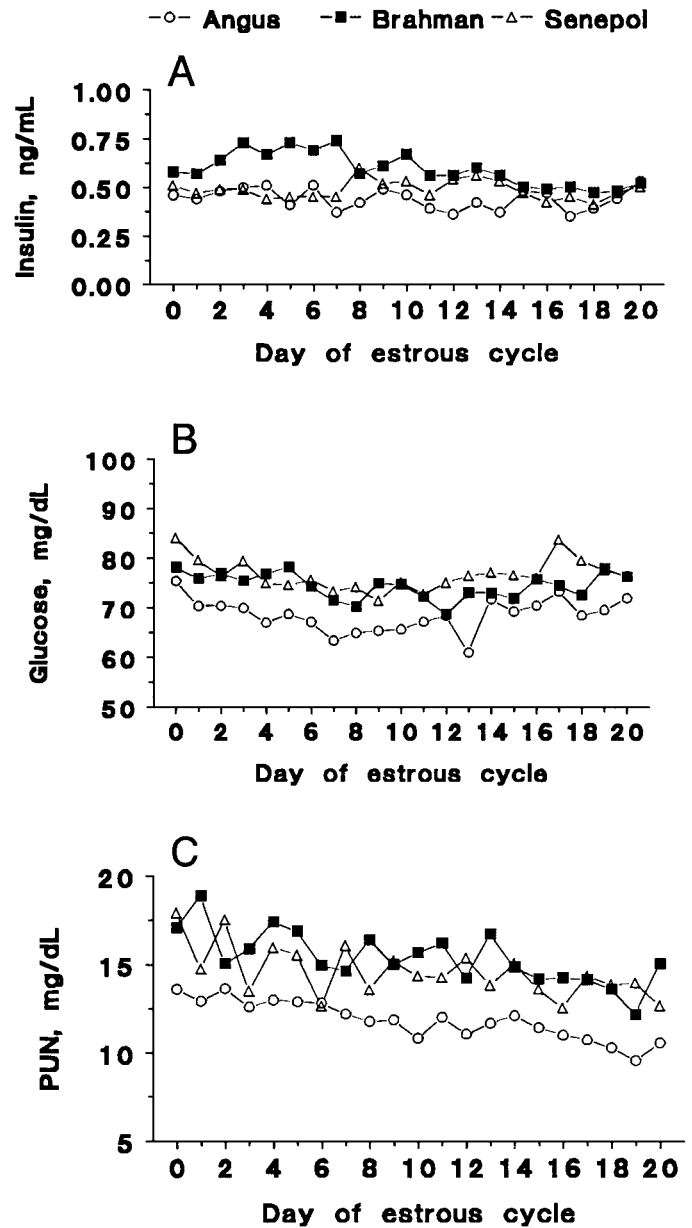 Angus Brahman Senepol
A
1.00
0.75
0.50
0.25
0.00
Insulin, ng/mL
0 2 4 6 8 10 12 14 16 18 20
Day of estrous cycle
B
100
90
80
70
60
50
Glucose, mg/dL
0 2 4 6 8 10 12 14 16 18 20
Day of estrous cycle
C
20
15
10
5
PUN, mg/dL
0 2 4 6 8 10 12 14 16 18 20
Day of estrous cycle